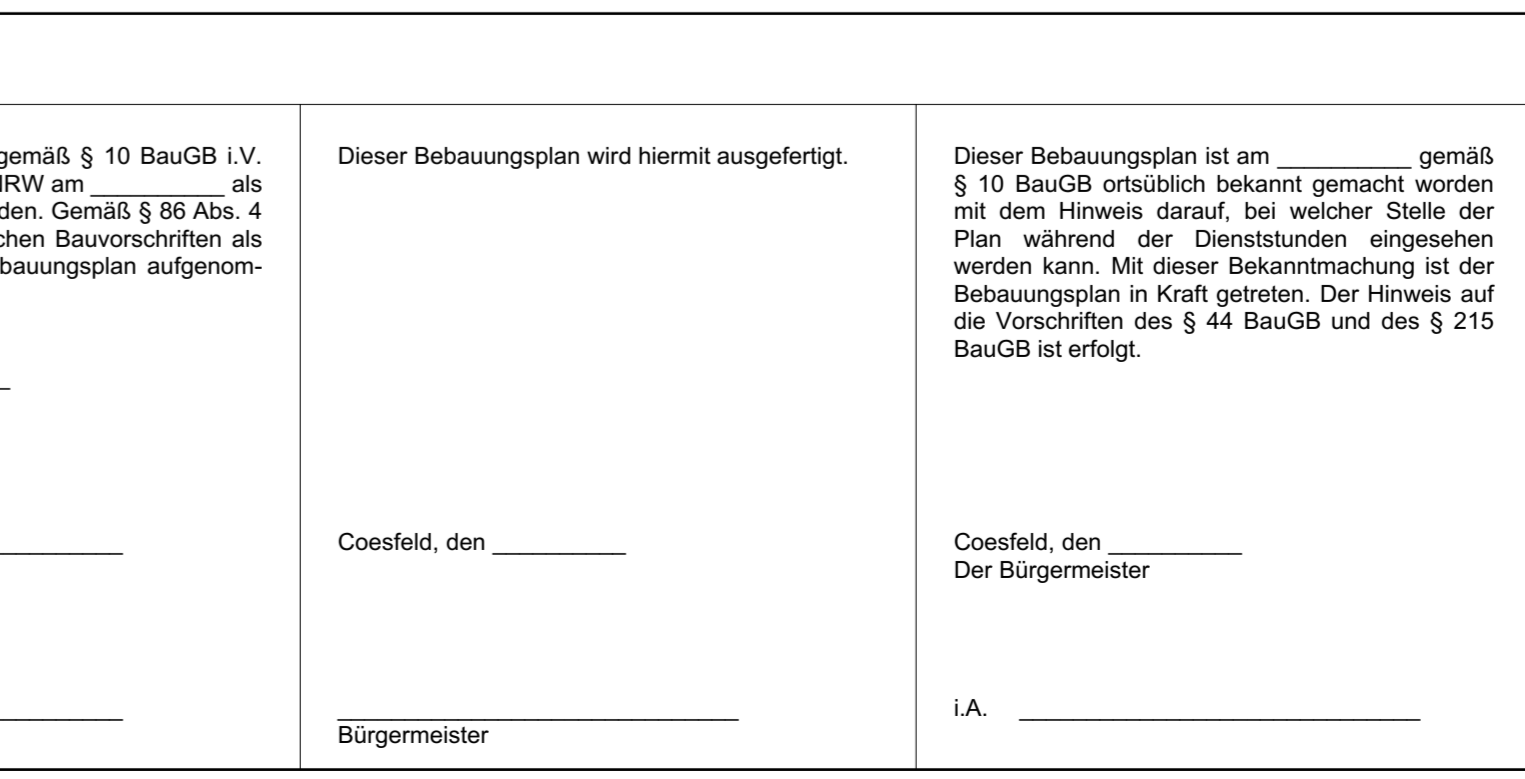 gemäß § 10 BauGB i.V.
NRW am __________ als
den. Gemäß § 86 Abs. 4
chen Bauvorschriften als
bauungsplan aufgenom-
Dieser Bebauungsplan wird hiermit ausgefertigt.
Coesfeld, den __________
Bürgermeister
Dieser Bebauungsplan ist am __________ gemäß
§ 10 BauGB ortsüblich bekannt gemacht worden
mit dem Hinweis darauf, bei welcher Stelle der
Plan während der Dienststunden eingesehen
werden kann. Mit dieser Bekanntmachung ist der
Bebauungsplan in Kraft getreten. Der Hinweis auf
die Vorschriften des § 44 BauGB und des § 215
BauGB ist erfolgt.
Coesfeld, den __________
Der Bürgermeister
i.A. ______________________________